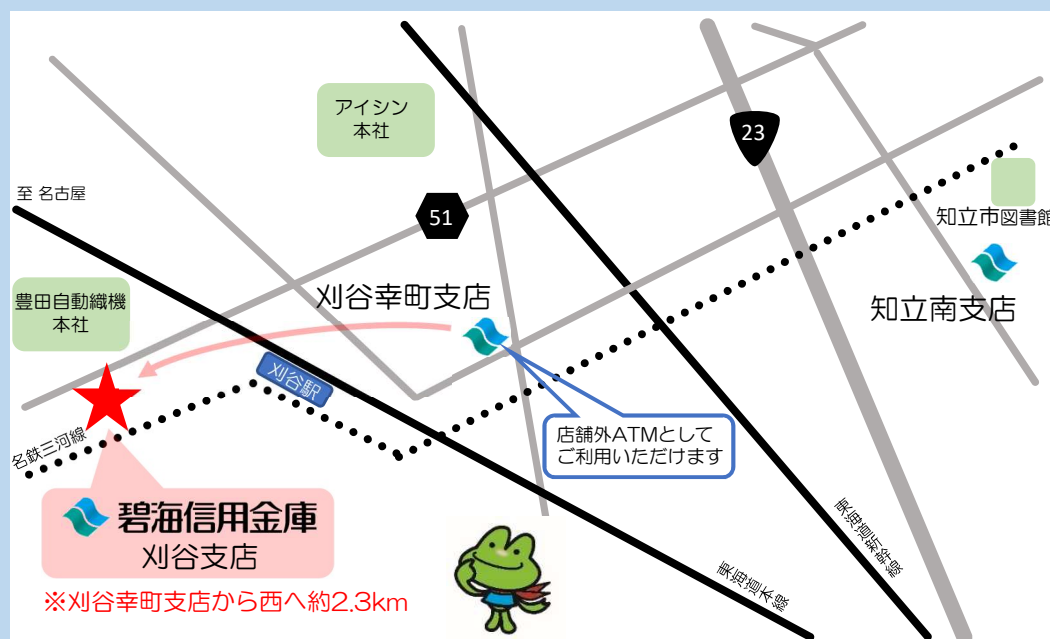 アイシン
本社
23
至 名古屋
51
知立市図書館
豊田自動織機
本社
刈谷幸町支店
知立南支店
刈谷駅
店舗外ATMとして
ご利用いただけます
名鉄三河線
碧海信用金庫
刈谷支店
東海道新幹線
東海道本線
※刈谷幸町支店から西へ約2.3km